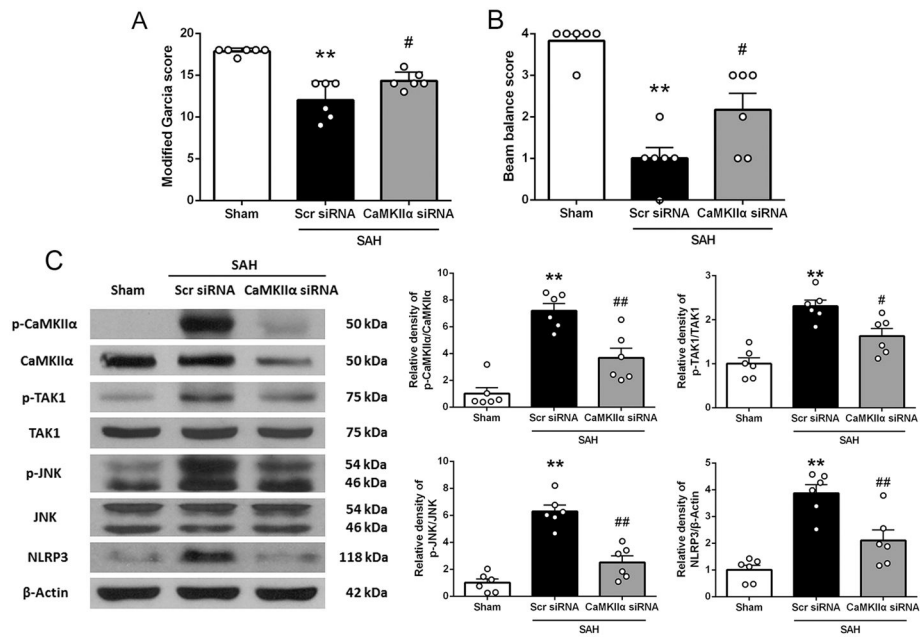 A
Modified Garcia score
20
15
10
5
0
**
#
Sham
Scr siRNA
CaMKIIα siRNA
SAH
B
Beam balance score
4
3
2
1
0
**
#
Sham
Scr siRNA
CaMKIIα siRNA
SAH
C
SAH
Sham
Scr siRNA
CaMKIIα siRNA
p-CaMKIIα
50 kDa
CaMKIIα
50 kDa
p-TAK1
75 kDa
TAK1
75 kDa
p-JNK
54 kDa
46 kDa
JNK
54 kDa
46 kDa
NLRP3
118 kDa
β-Actin
42 kDa
Relative density of
p-CaMKIIα/CaMKIIα
10
8
6
4
2
0
**
##
Sham
Scr siRNA
CaMKIIα siRNA
SAH
Relative density of
p-TAK1/TAK1
3
2
1
0
**
#
Sham
Scr siRNA
CaMKIIα siRNA
SAH
Relative density of
p-JNK/JNK
10
8
6
4
2
0
**
##
Sham
Scr siRNA
CaMKIIα siRNA
SAH
Relative density of
NLRP3/β-Actin
5
4
3
2
1
0
**
##
Sham
Scr siRNA
CaMKIIα siRNA
SAH